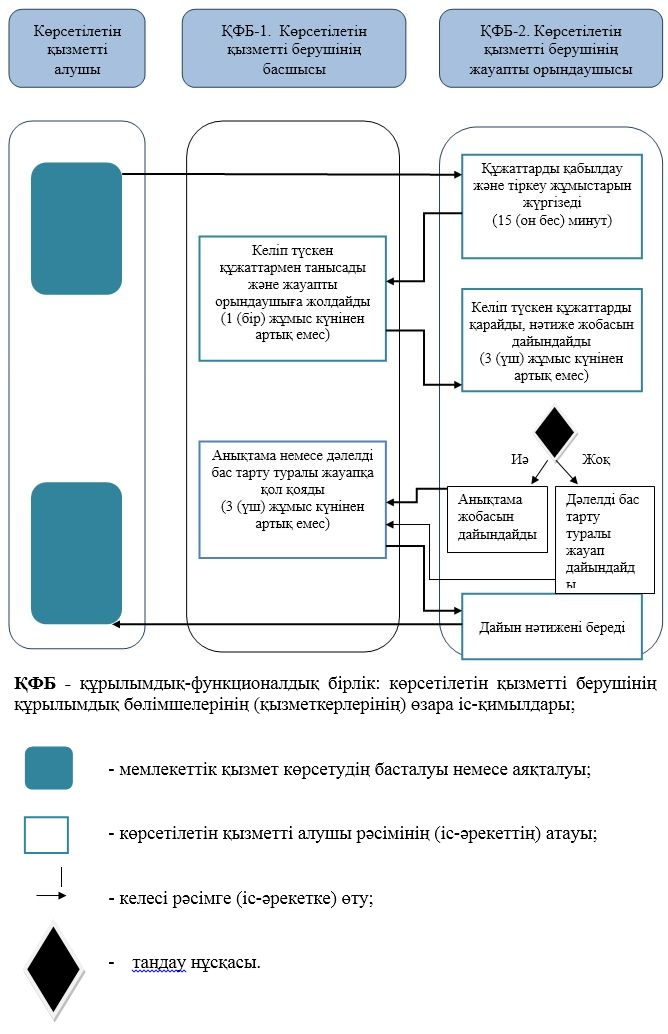 Көрсетілетін
қызметті
алушы
ҚФБ-1.  Көрсетілетін
қызметті берушінің
басшысы
ҚФБ-2. Көрсетілетін
қызметті берушінің
жауапты орындаушысы
Құжаттарды қабылдау
және тіркеу жұмыстарын
жүргізеді
(15 (он бес) минут)
Келіп түскен
құжаттармен танысады
және жауапты
орындаушыға жолдайды
(1 (бір) жұмыс күнінен
артық емес)
Келіп түскен құжаттарды
қарайды, нәтиже жобасын
дайындайды
(3 (үш) жұмыс күнінен
артық емес)
Иә
Жоқ
Анықтама немесе дәлелді
бас тарту туралы жауапқа
қол қояды
(3 (үш) жұмыс күнінен
артық емес)
Анықтама
жобасын
дайындайды
Дәлелді бас
тарту
туралы
жауап
дайындайд
ы
Дайын нәтижені береді
ҚФБ - құрылымдық-функционалдық бірлік: көрсетілетін қызметті берушінің
құрылымдық бөлімшелерінің (қызметкерлерінің) өзара іс-қимылдары;
- мемлекеттік қызмет көрсетудің басталуы немесе аяқталуы;
- көрсетілетін қызметті алушы рәсімінің (іс-әрекеттің) атауы;
- келесі рәсімге (іс-әрекетке) өту;
- таңдау нұсқасы.